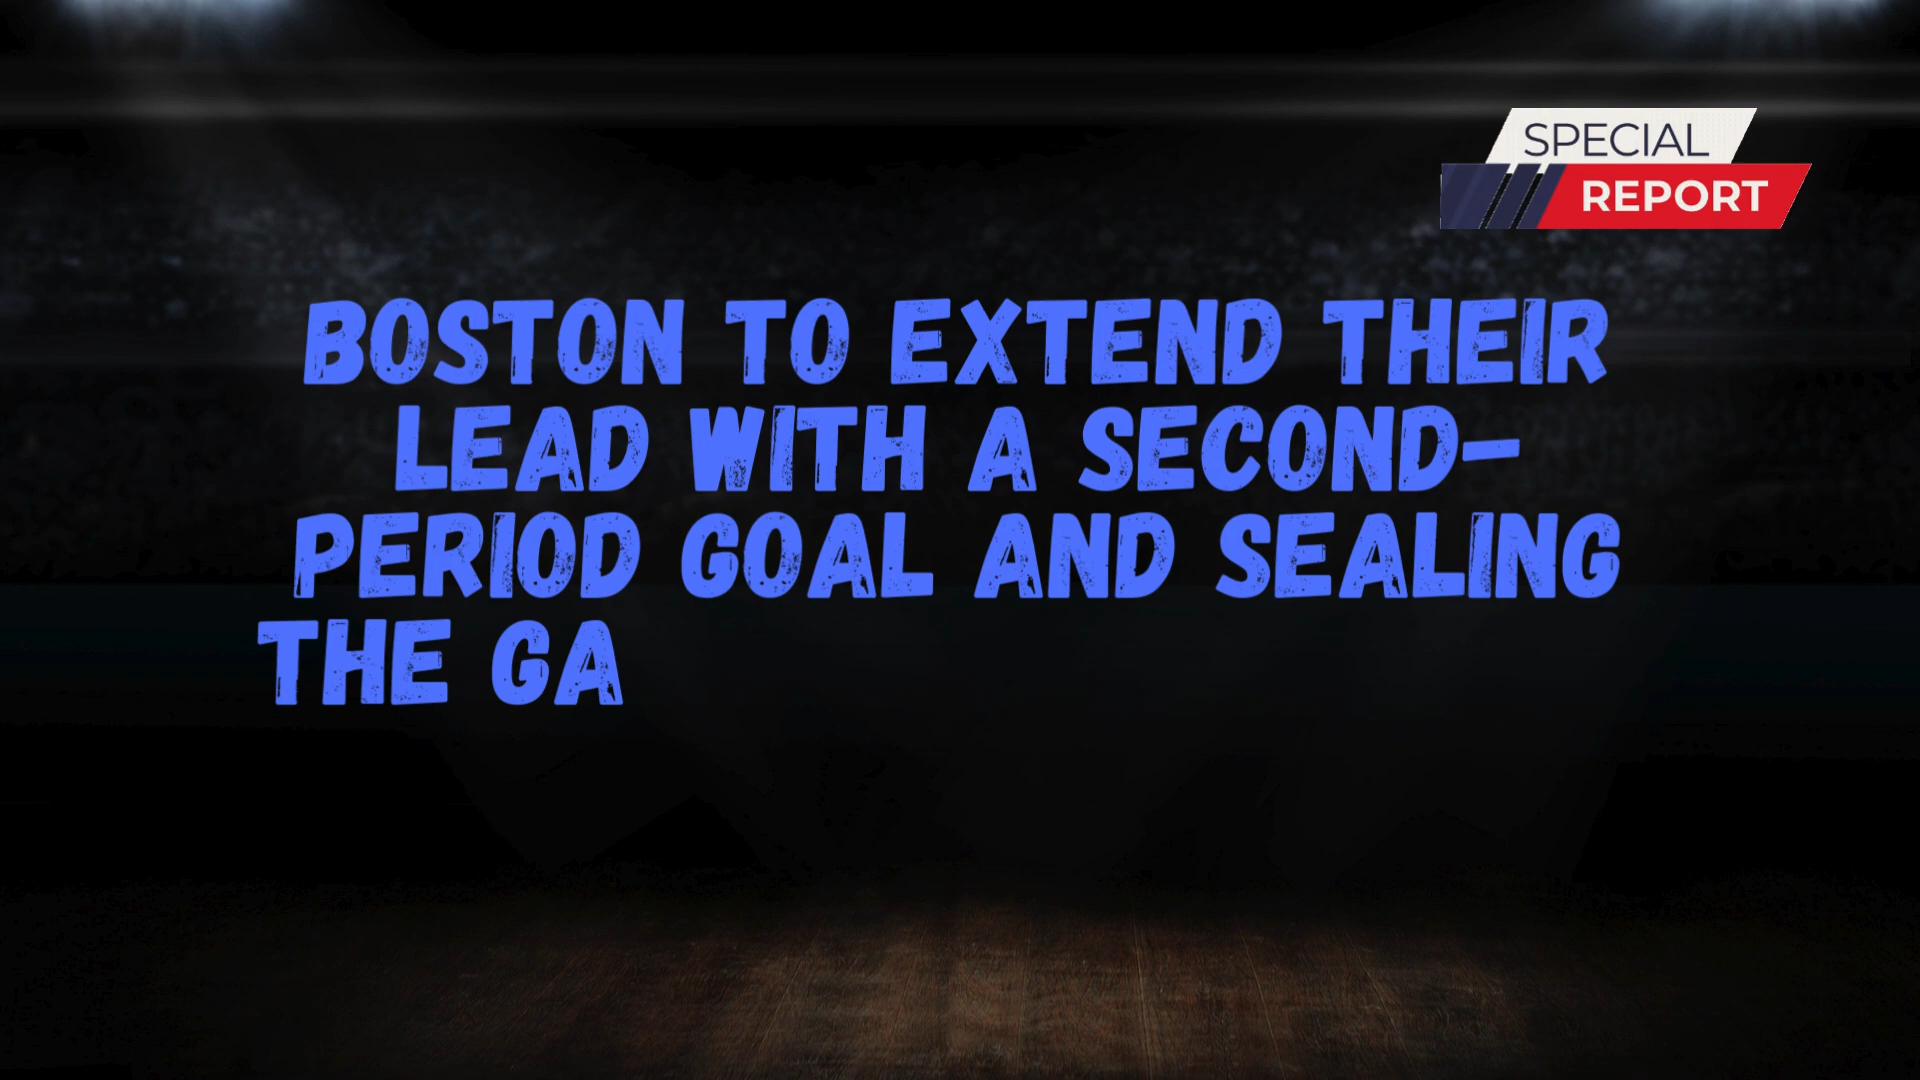 SPECIAL
REPORT
BOSTON TO EXTEND THEIR
LEAD WITH A SECOND-
PERIOD GOAL AND SEALING
THE GA